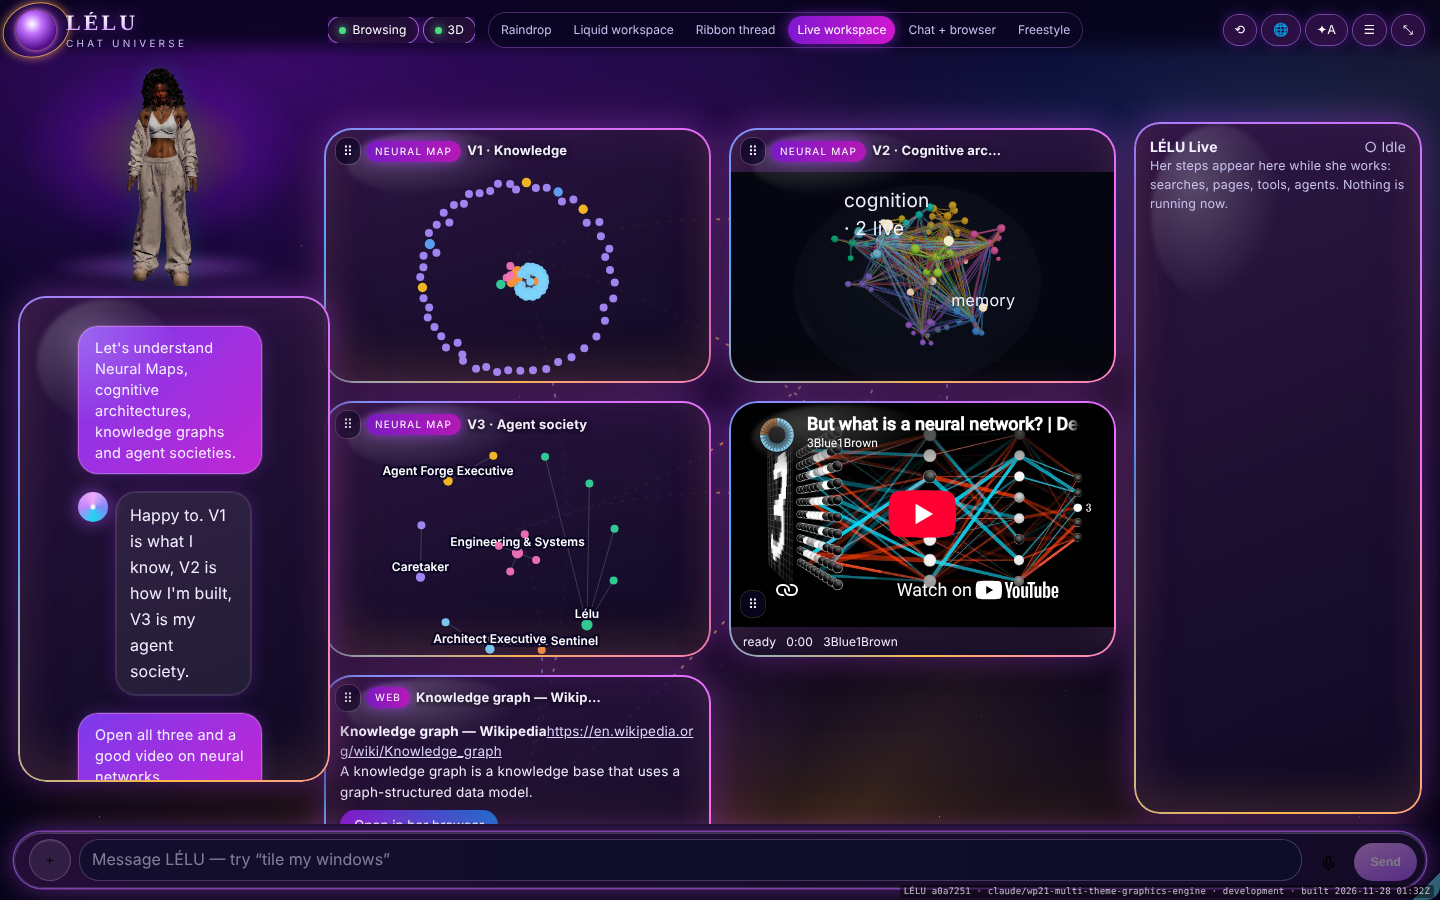 LÉLU
CHAT UNIVERSE
Browsing
3D
Raindrop
Liquid workspace
Ribbon thread
Live workspace
Chat + browser
Freestyle
✦A
Let's understand
Neural Maps,
cognitive
architectures,
knowledge graphs
and agent societies.
Happy to. V1
is what I
know, V2 is
how I'm built,
V3 is my
agent
society.
Open all three and a
good video on neural
networks
NEURAL MAP
V1 · Knowledge
NEURAL MAP
V2 · Cognitive arc...
cognition
· 2 live
memory
NEURAL MAP
V3 · Agent society
Agent Forge Executive
Engineering & Systems
Caretaker
Lélu
Architect Executive
Sentinel
But what is a neural network? | De
3Blue1Brown
3
Watch on YouTube
ready 0:00 3Blue1Brown
WEB
Knowledge graph — Wikip...
Knowledge graph — Wikipediahttps://en.wikipedia.or
g/wiki/Knowledge_graph
A knowledge graph is a knowledge base that uses a
graph-structured data model.
Open in her browser
LÉLU Live
Idle
Her steps appear here while she works:
searches, pages, tools, agents. Nothing is
running now.
+
Message LÉLU — try “tile my windows”
Send
LÉLU a0a7251 · claude/wp21-multi-theme-graphics-engine · development · built 2026-11-28 01:32Z